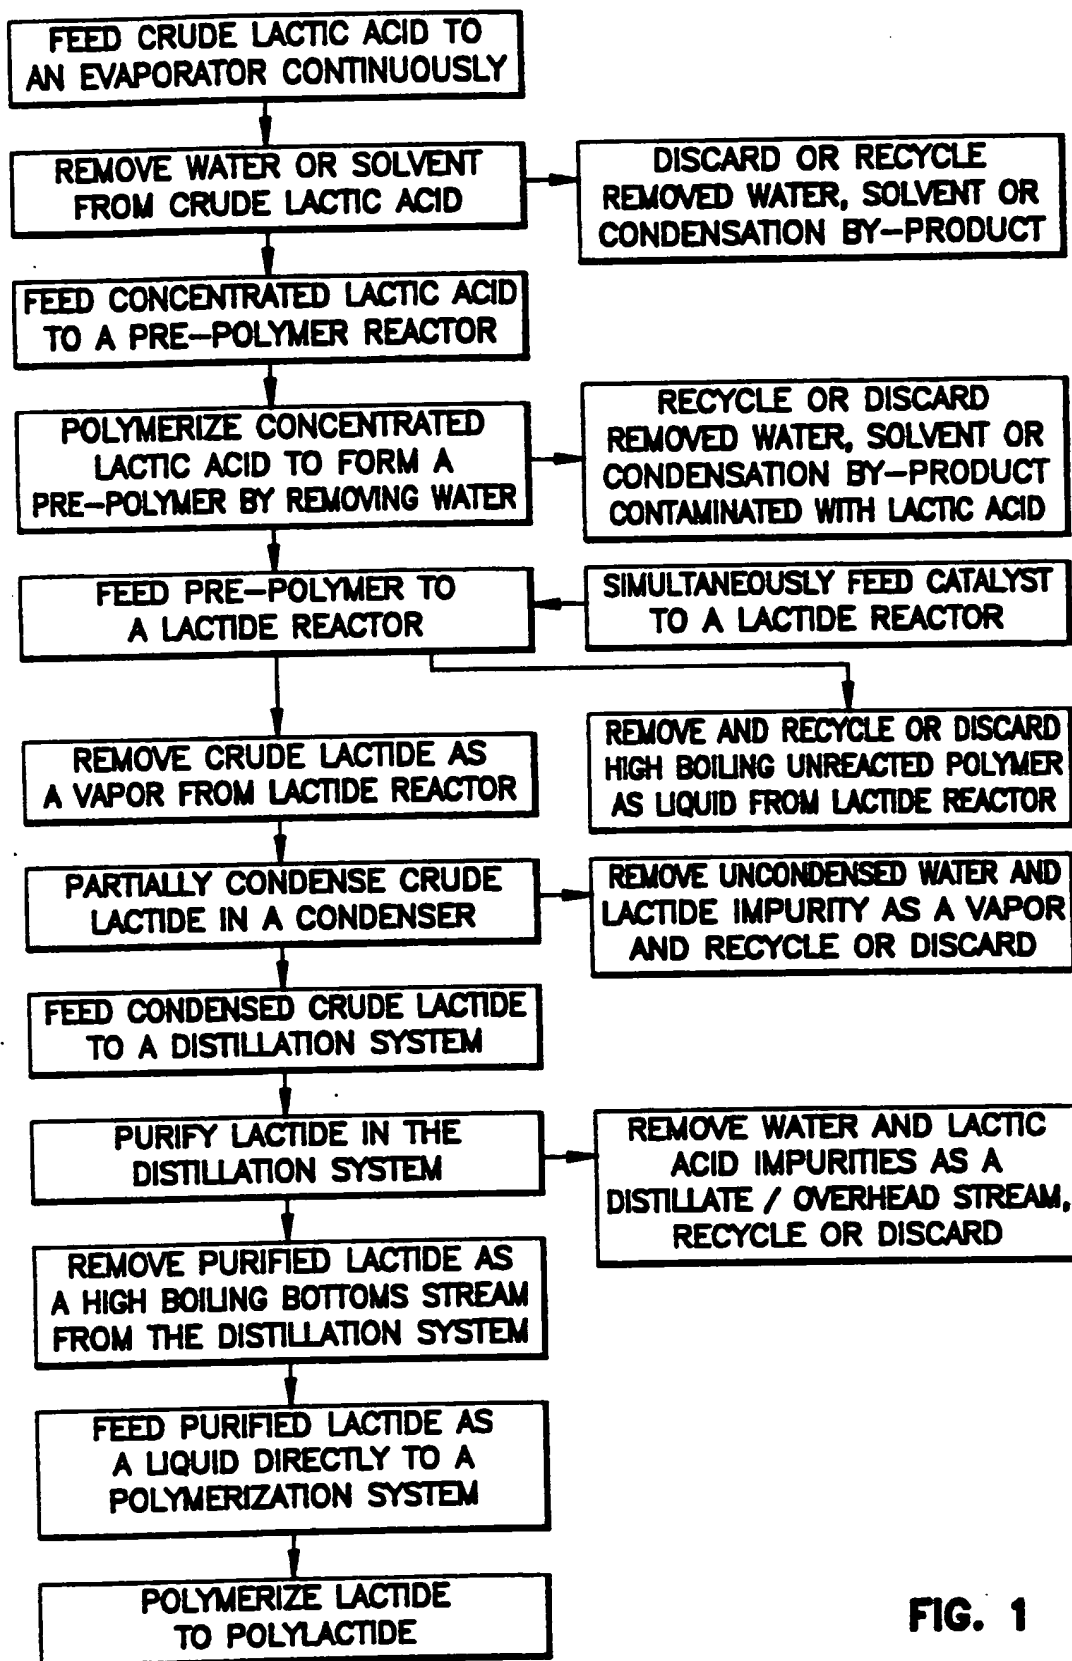 FEED CRUDE LACTIC ACID TO
AN EVAPORATOR CONTINUOUSLY
REMOVE WATER OR SOLVENT
FROM CRUDE LACTIC ACID
DISCARD OR RECYCLE
REMOVED WATER, SOLVENT OR
CONDENSATION BY-PRODUCT
FEED CONCENTRATED LACTIC ACID
TO A PRE-POLYMER REACTOR
POLYMERIZE CONCENTRATED
LACTIC ACID TO FORM A
PRE-POLYMER BY REMOVING WATER
RECYCLE OR DISCARD
REMOVED WATER, SOLVENT OR
CONDENSATION BY-PRODUCT
CONTAMINATED WITH LACTIC ACID
FEED PRE-POLYMER TO
A LACTIDE REACTOR
SIMULTANEOUSLY FEED CATALYST
TO A LACTIDE REACTOR
REMOVE CRUDE LACTIDE AS
A VAPOR FROM LACTIDE REACTOR
REMOVE AND RECYCLE OR DISCARD
HIGH BOILING UNREACTED POLYMER
AS LIQUID FROM LACTIDE REACTOR
PARTIALLY CONDENSE CRUDE
LACTIDE IN A CONDENSER
REMOVE UNCONDENSED WATER AND
LACTIDE IMPURITY AS A VAPOR
AND RECYCLE OR DISCARD
FEED CONDENSED CRUDE LACTIDE
TO A DISTILLATION SYSTEM
PURIFY LACTIDE IN THE
DISTILLATION SYSTEM
REMOVE WATER AND LACTIC
ACID IMPURITIES AS A
DISTILLATE / OVERHEAD STREAM,
RECYCLE OR DISCARD
REMOVE PURIFIED LACTIDE AS
A HIGH BOILING BOTTOMS STREAM
FROM THE DISTILLATION SYSTEM
FEED PURIFIED LACTIDE AS
A LIQUID DIRECTLY TO A
POLYMERIZATION SYSTEM
POLYMERIZE LACTIDE
TO POLYLACTIDE
FIG. 1